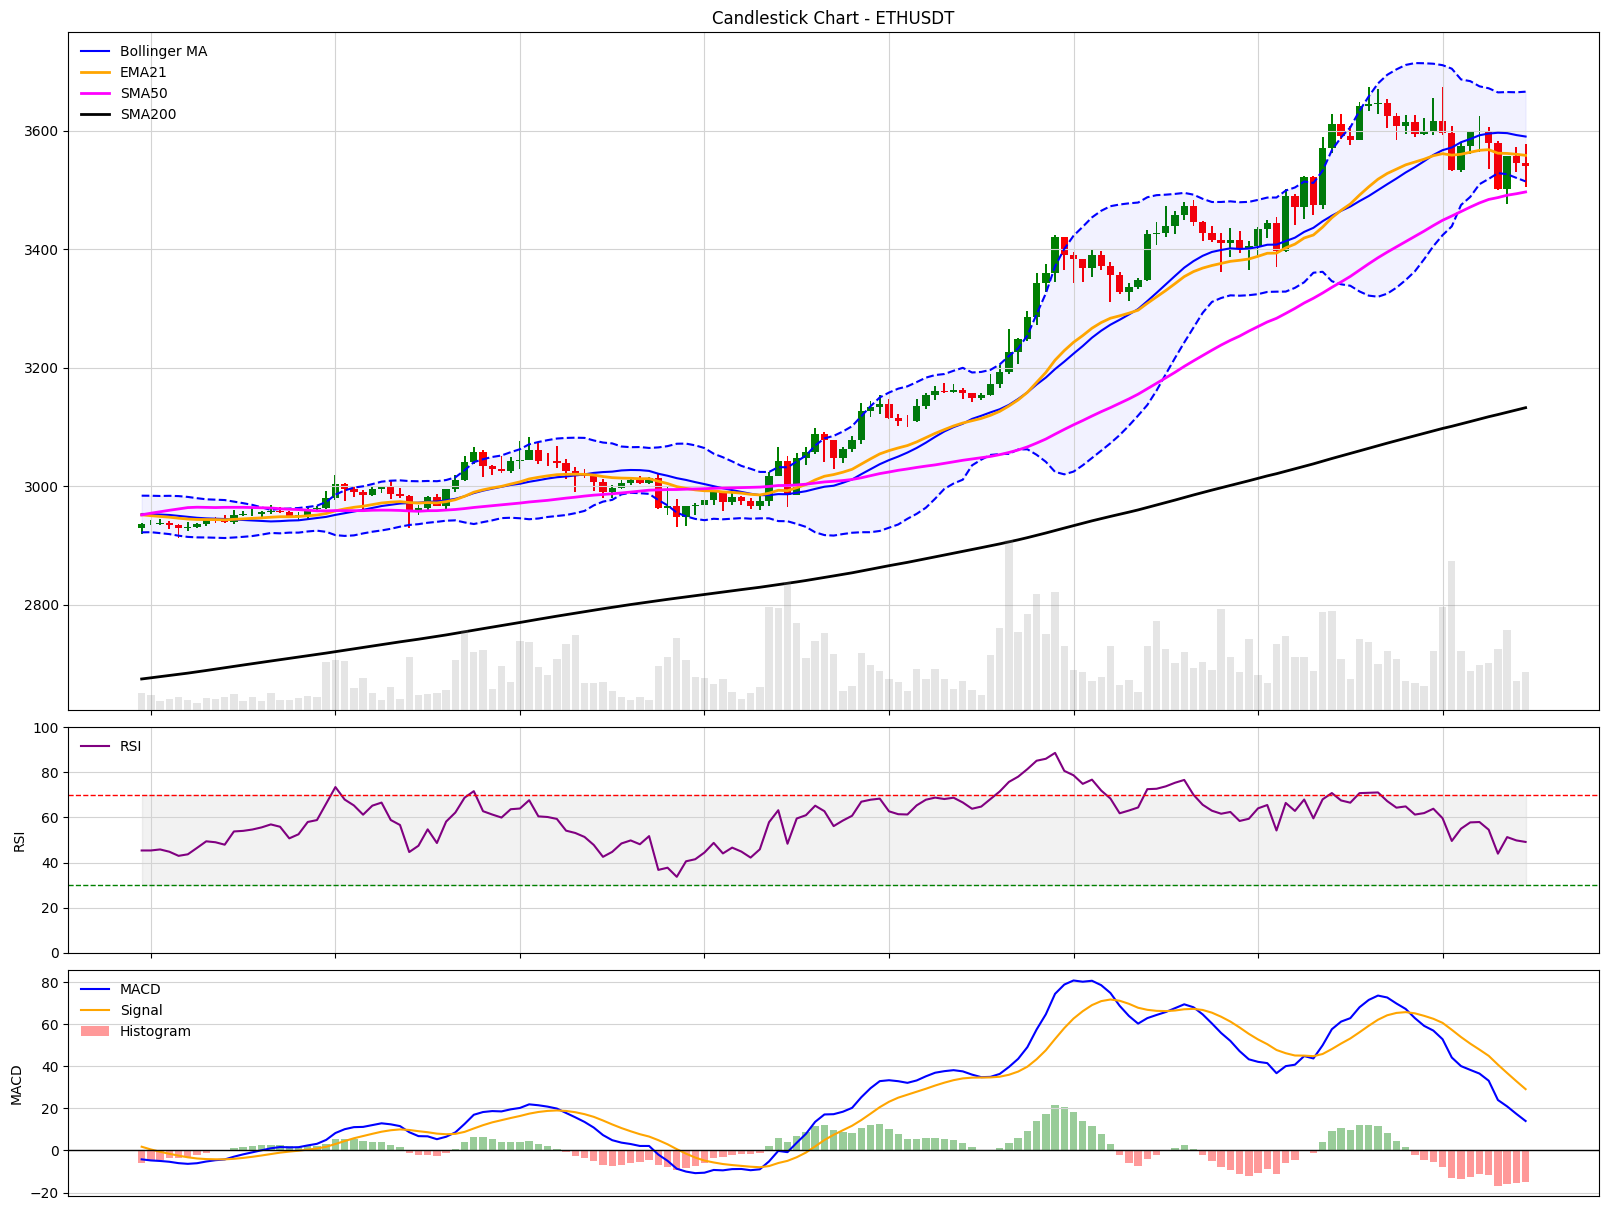 Candlestick Chart - ETHUSDT
Bollinger MA
EMA21
SMA50
SMA200
3600
3400
3200
3000
2800
100
80
60
40
20
0
RSI
RSI
80
60
40
20
0
−20
MACD
MACD
Signal
Histogram